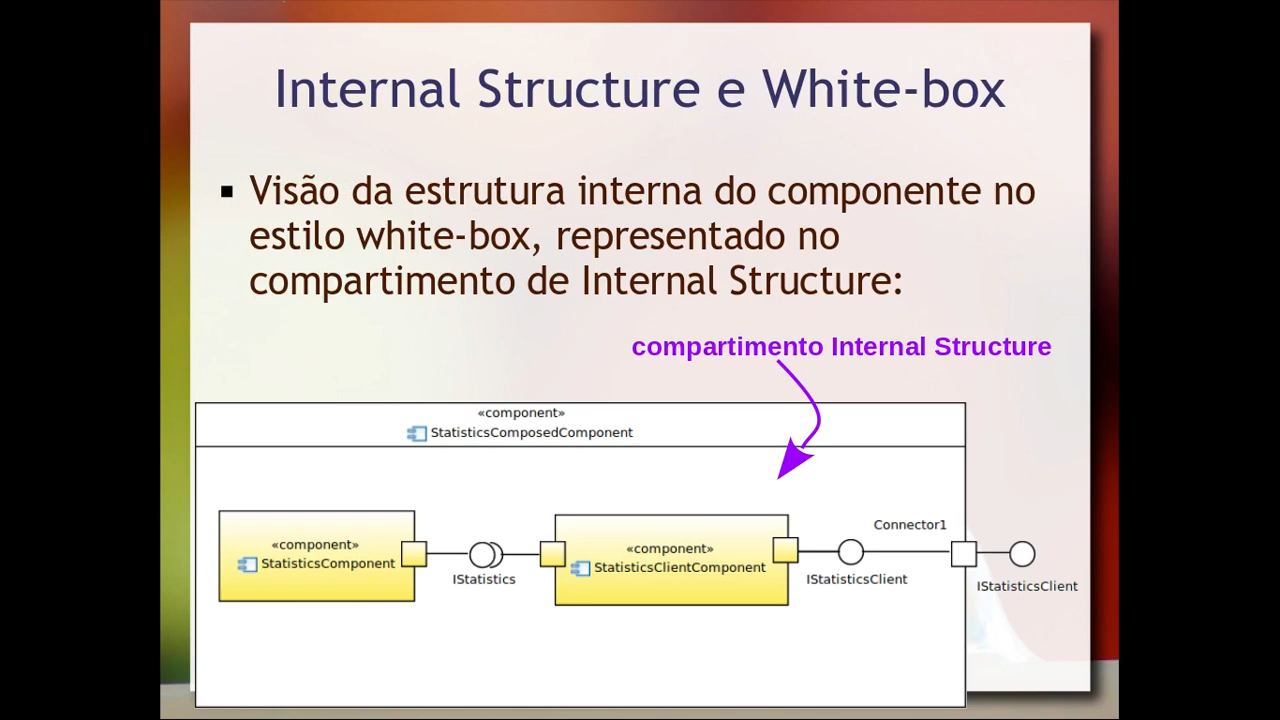 Internal Structure e White-box
▪ Visão da estrutura interna do componente no
estilo white-box, representado no
compartimento de Internal Structure:
compartimento Internal Structure
«component»
StatisticsComposedComponent
«component»
StatisticsComponent
IStatistics
«component»
StatisticsClientComponent
IStatisticsClient
Connector1
IStatisticsClient